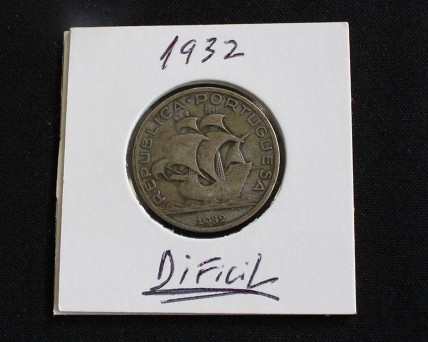 1932
REPUBLICA·PORTUGUESA
1932
DiFiciL